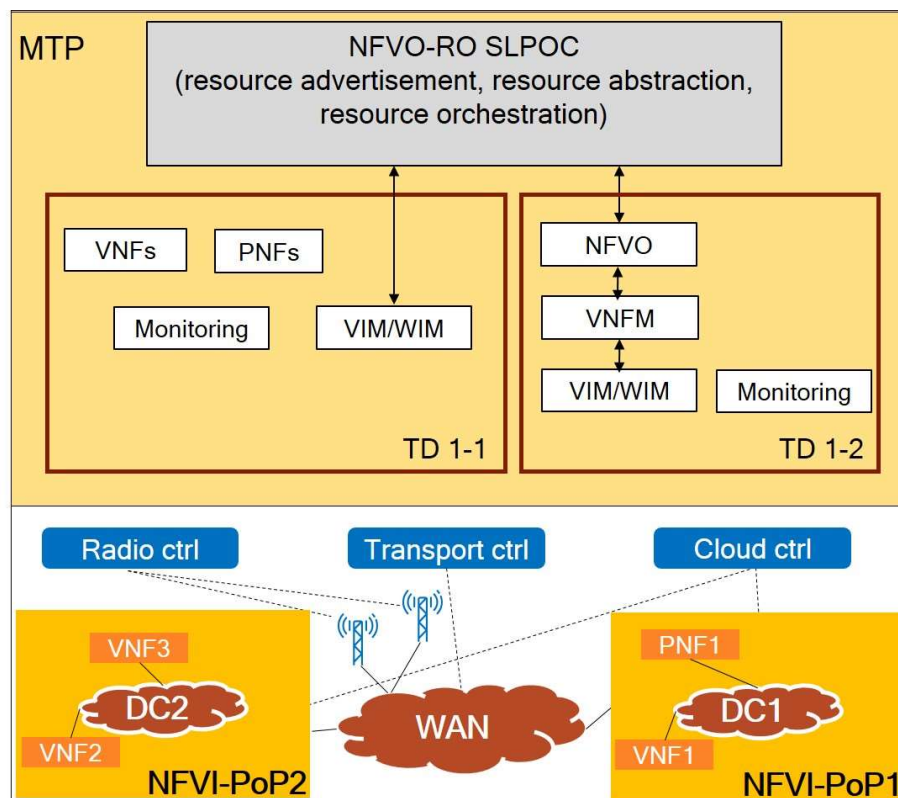 MTP
NFVO-RO SLPOC
(resource advertisement, resource abstraction,
resource orchestration)
VNFs
PNFs
Monitoring
VIM/WIM
TD 1-1
NFVO
VNFM
VIM/WIM
Monitoring
TD 1-2
Radio ctrl
Transport ctrl
Cloud ctrl
VNF3
DC2
VNF2
NFVI-PoP2
WAN
PNF1
DC1
VNF1
NFVI-PoP1